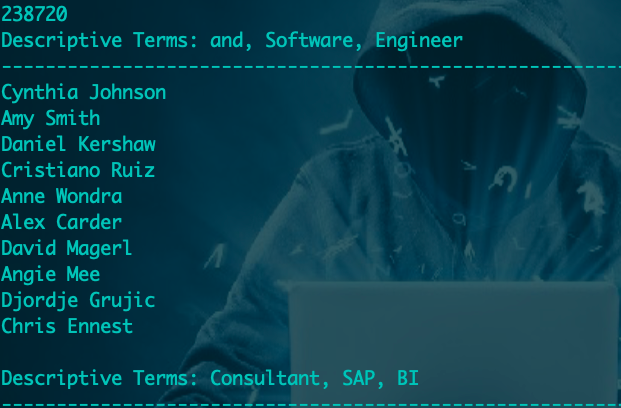 238720
Descriptive Terms: and, Software, Engineer
--------------------------------------------------------
Cynthia Johnson
Amy Smith
Daniel Kershaw
Cristiano Ruiz
Anne Wondra
Alex Carder
David Magerl
Angie Mee
Djordje Grujic
Chris Ennest
Descriptive Terms: Consultant, SAP, BI
--------------------------------------------------------